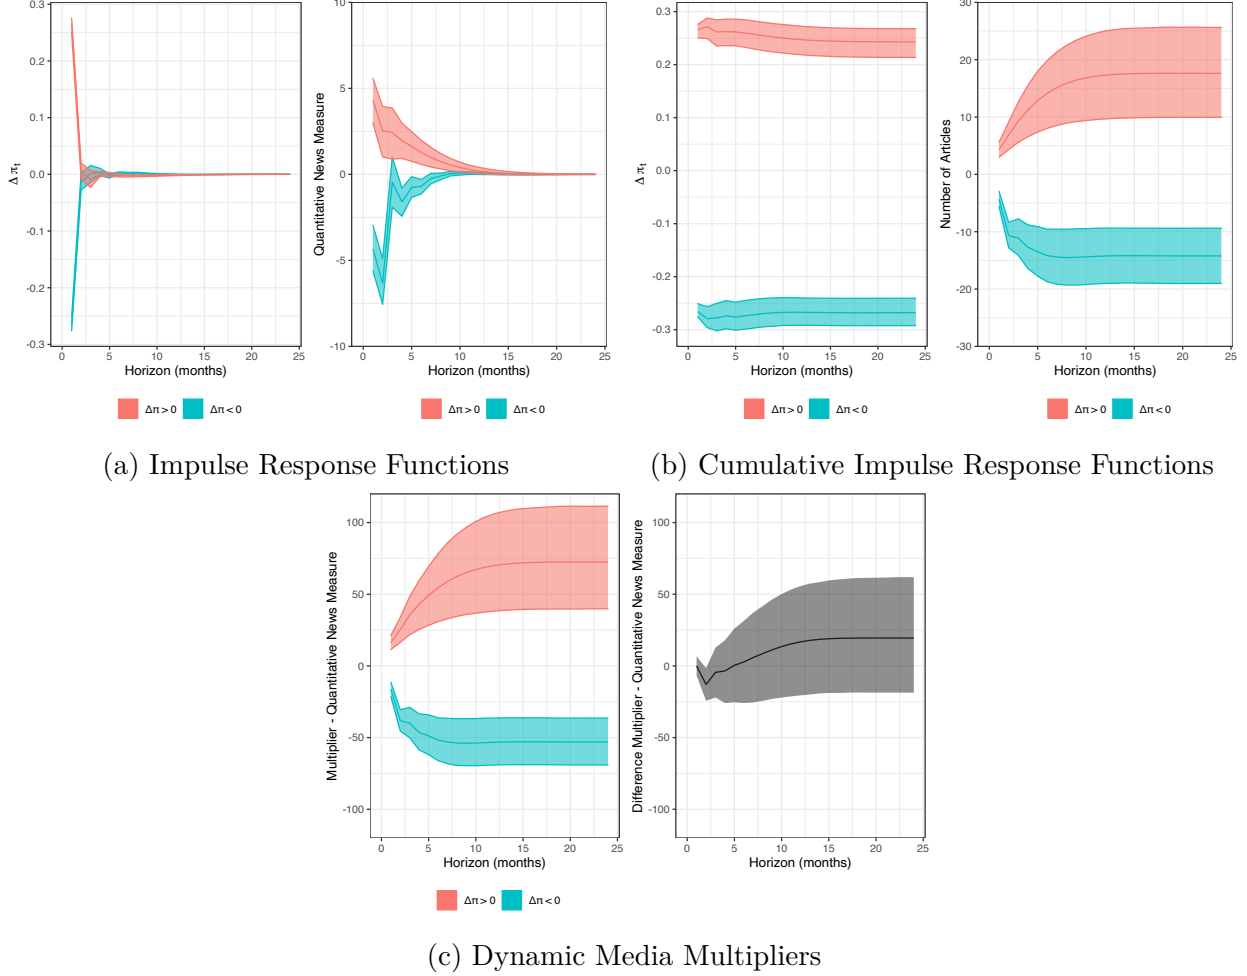 0.3
0.2
0.1
0.0
-0.1
-0.2
-0.3
Δ πt
0 5 10 15 20 25
Horizon (months)
Δπ > 0 Δπ < 0
10
5
0
-5
-10
Quantitative News Measure
0 5 10 15 20 25
Horizon (months)
Δπ > 0 Δπ < 0
(a) Impulse Response Functions
0.3
0.2
0.1
0.0
-0.1
-0.2
-0.3
Δ πt
0 5 10 15 20 25
Horizon (months)
Δπ > 0 Δπ < 0
30
20
10
0
-10
-20
-30
Number of Articles
0 5 10 15 20 25
Horizon (months)
Δπ > 0 Δπ < 0
(b) Cumulative Impulse Response Functions
100
50
0
-50
-100
Multiplier - Quantitative News Measure
0 5 10 15 20 25
Horizon (months)
Δπ > 0 Δπ < 0
100
50
0
-50
-100
Difference Multiplier - Quantitative News Measure
0 5 10 15 20 25
Horizon (months)
(c) Dynamic Media Multipliers